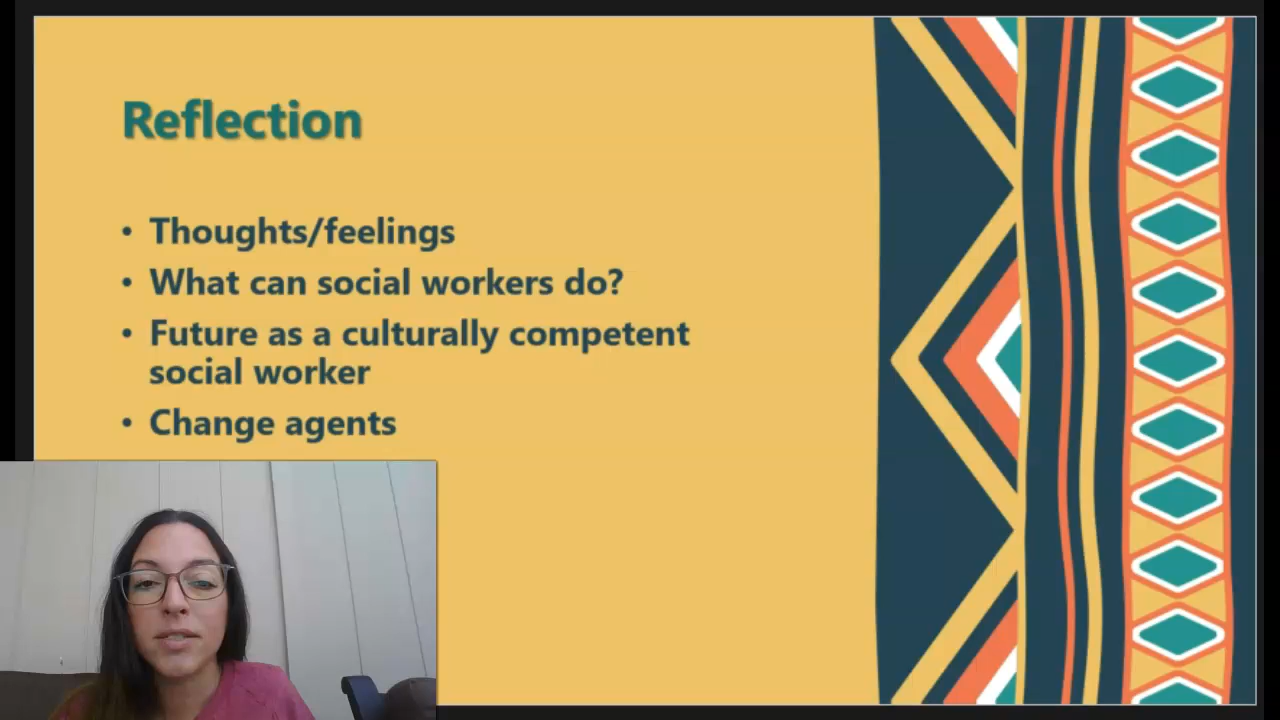 Reflection
• Thoughts/feelings
• What can social workers do?
• Future as a culturally competent
social worker
• Change agents